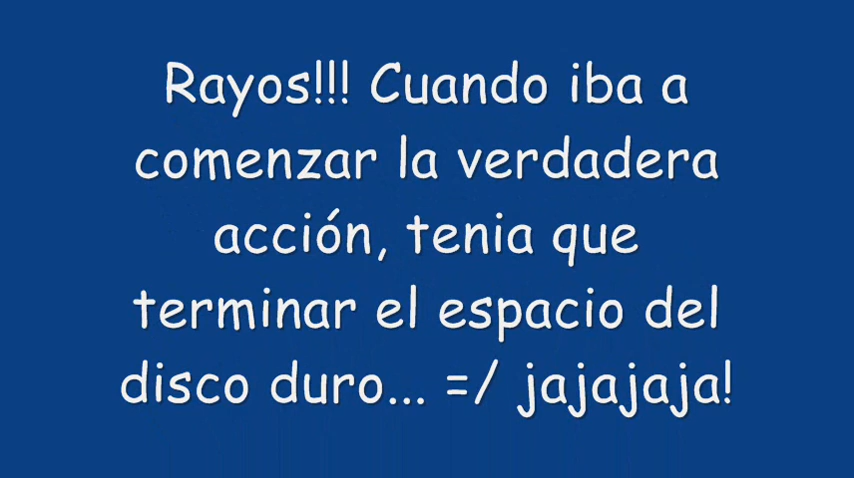 Rayos!!! Cuando iba a
comenzar la verdadera
acción, tenia que
terminar el espacio del
disco duro... =/ jajajaja!